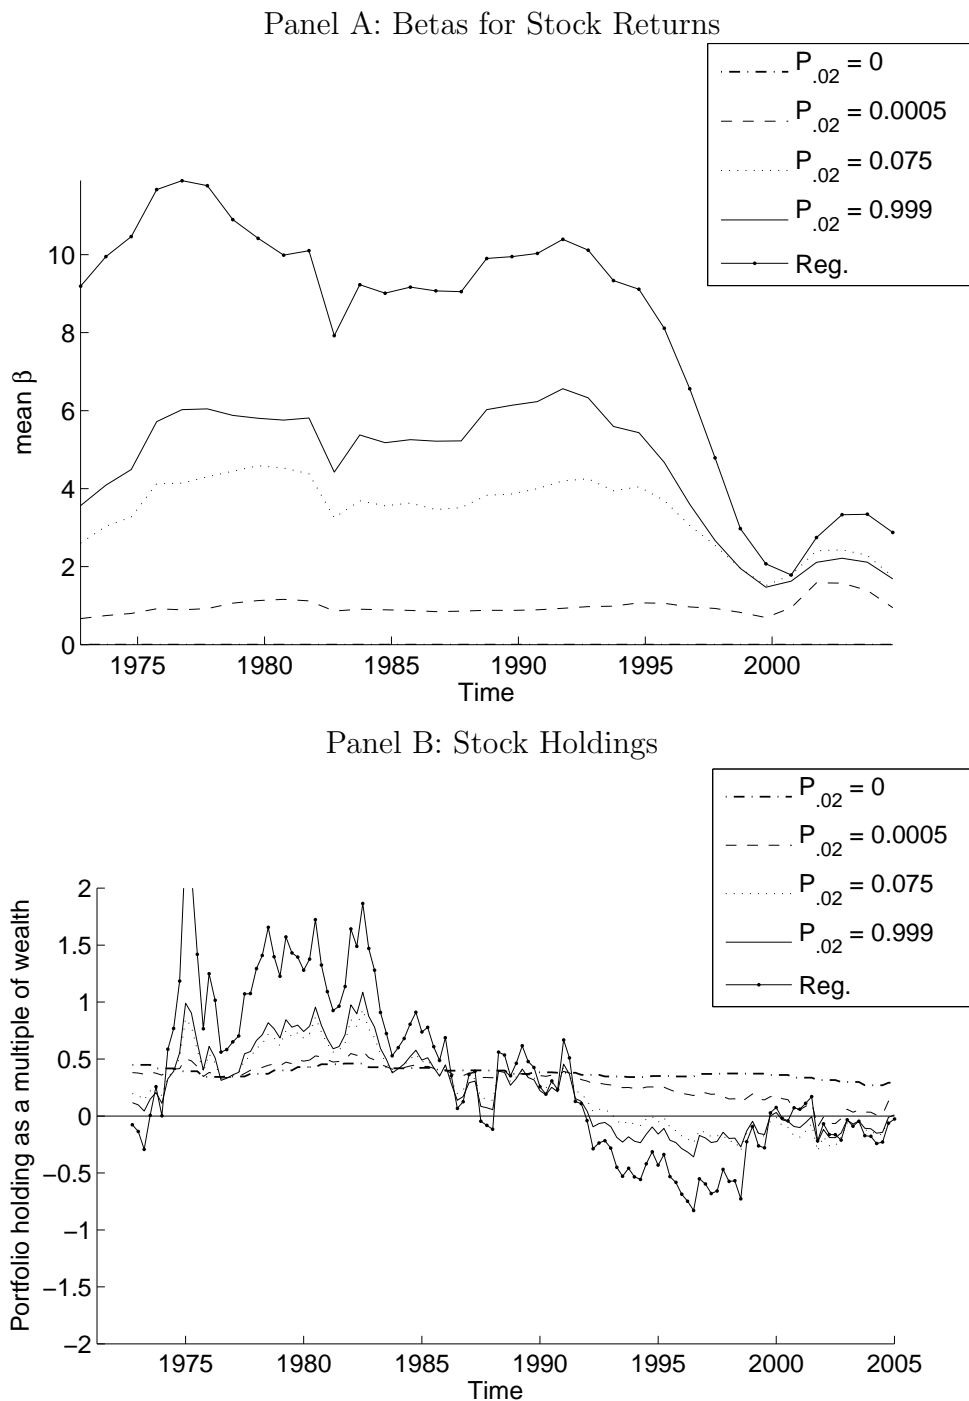 Panel A: Betas for Stock Returns
P.02 = 0
P.02 = 0.0005
P.02 = 0.075
P.02 = 0.999
Reg.
mean β
10
8
6
4
2
0
1975 1980 1985 1990 1995 2000
Time
Panel B: Stock Holdings
P.02 = 0
P.02 = 0.0005
P.02 = 0.075
P.02 = 0.999
Reg.
Portfolio holding as a multiple of wealth
2
1.5
1
0.5
0
−0.5
−1
−1.5
−2
1975 1980 1985 1990 1995 2000 2005
Time